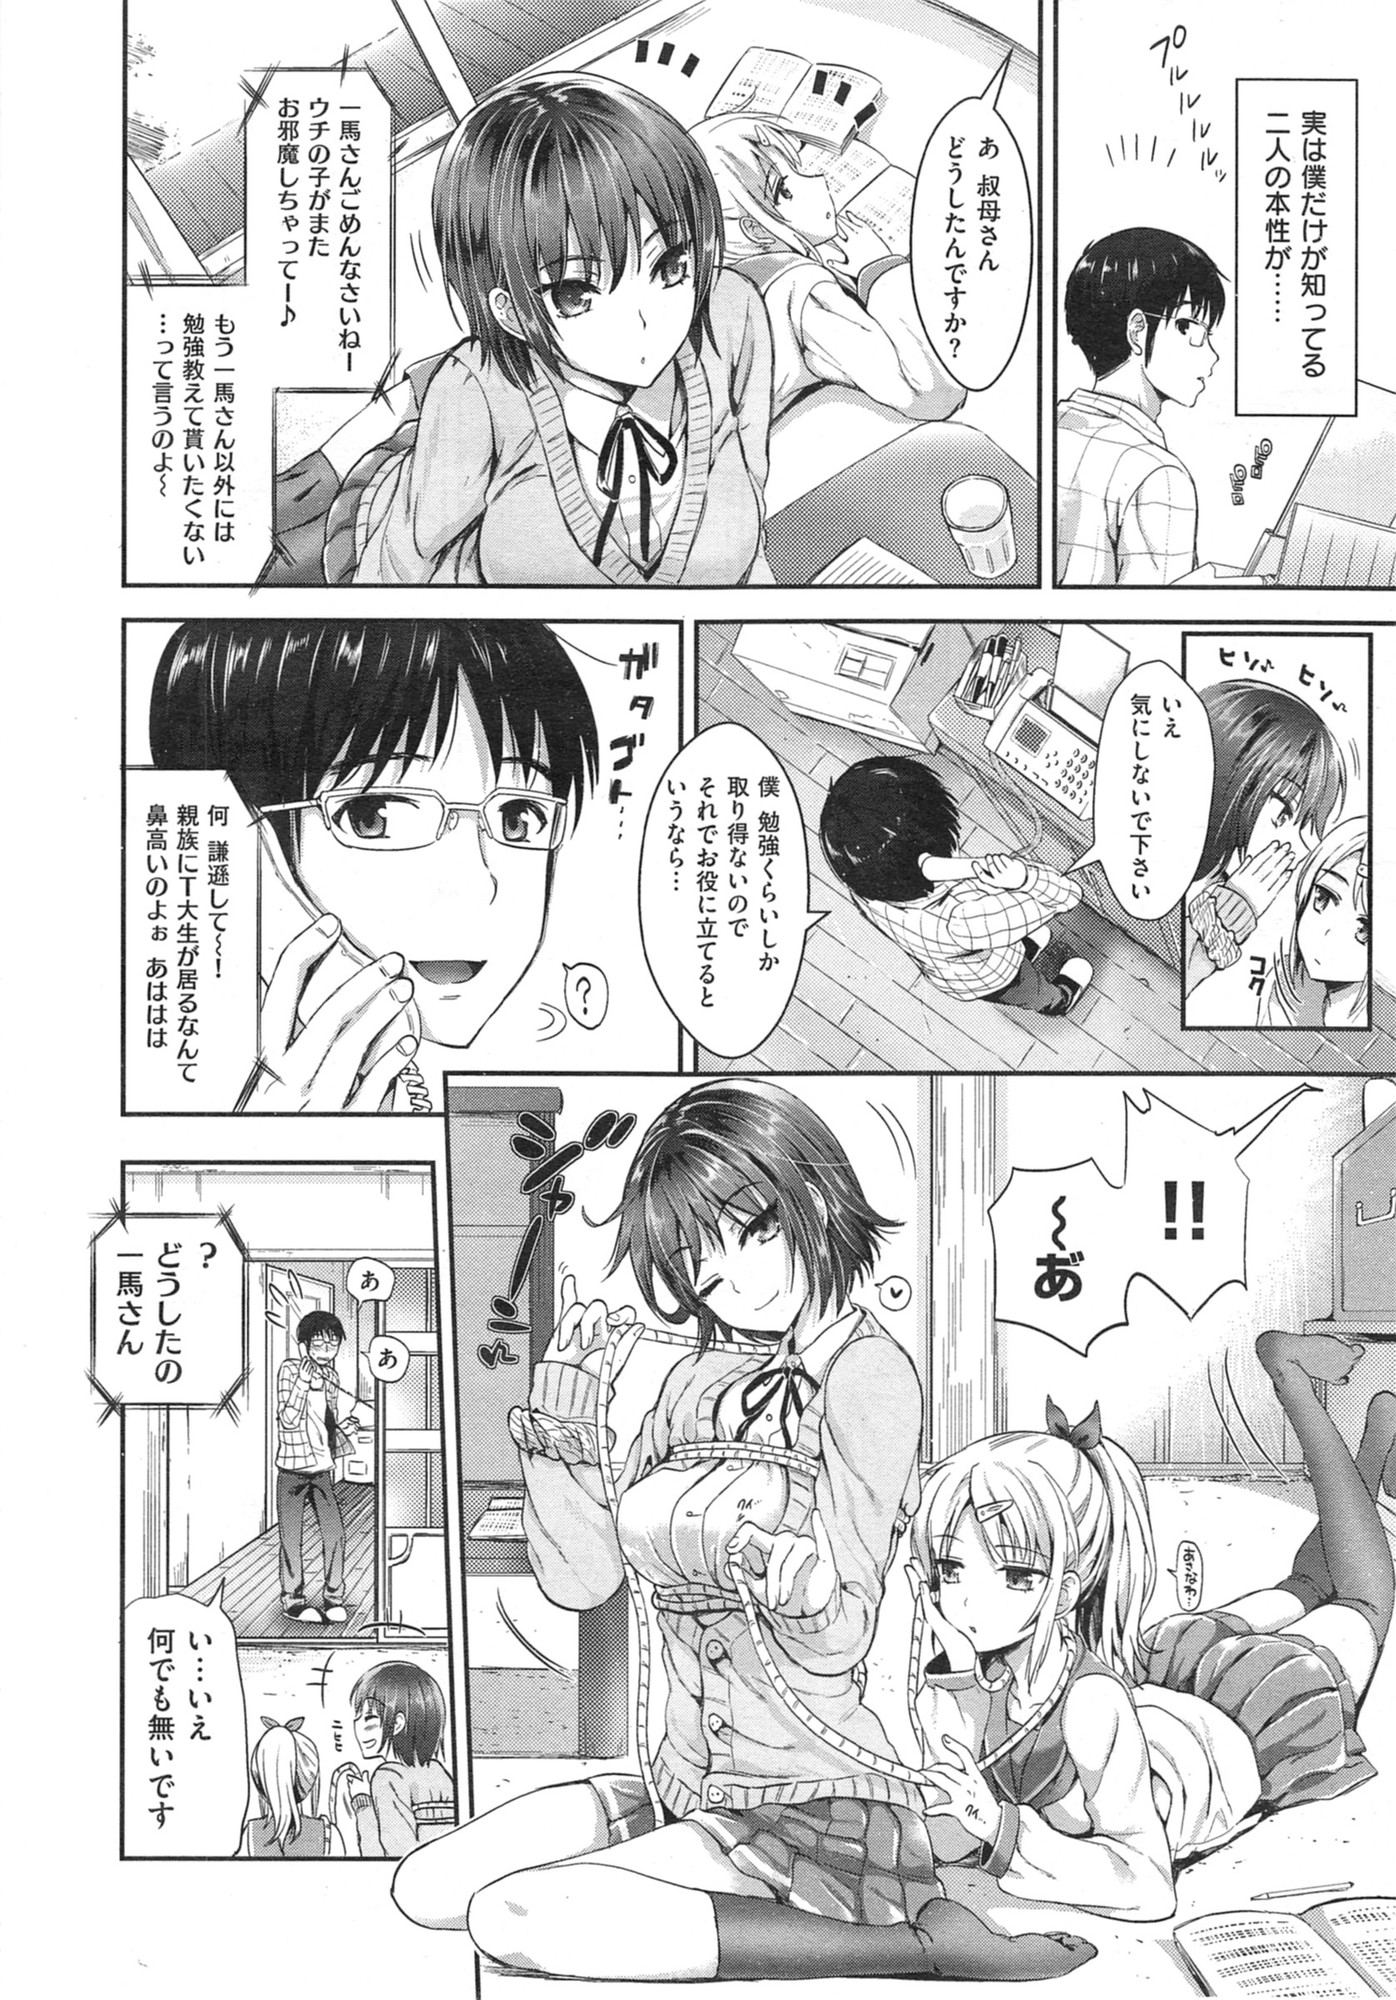 実は僕だけが知ってる
二人の本性が……
プルルルルル
あ 叔母さん
どうしたんですか?
一馬さんごめんなさいねー
ウチの子がまた
お邪魔しちゃってー♪
もう一馬さん以外には
勉強教えて貰いたくない
…って言うのよ〜
ヒソ♪
ヒソ♪
コク
いえ
気にしないで下さい
僕 勉強くらいしか
取り得ないので
それでお役に立てると
いうなら…
ガタゴト…
?
何 謙遜して〜!
親族にT大生が居るなんて
鼻高いのよぉ あははは
!!
〜あ゛
ジャーン♪
クイ
クイ…
あきなわ…
あ
あ
?
どうしたの
一馬さん
い…いえ
何でも無いです
ニヒヒ